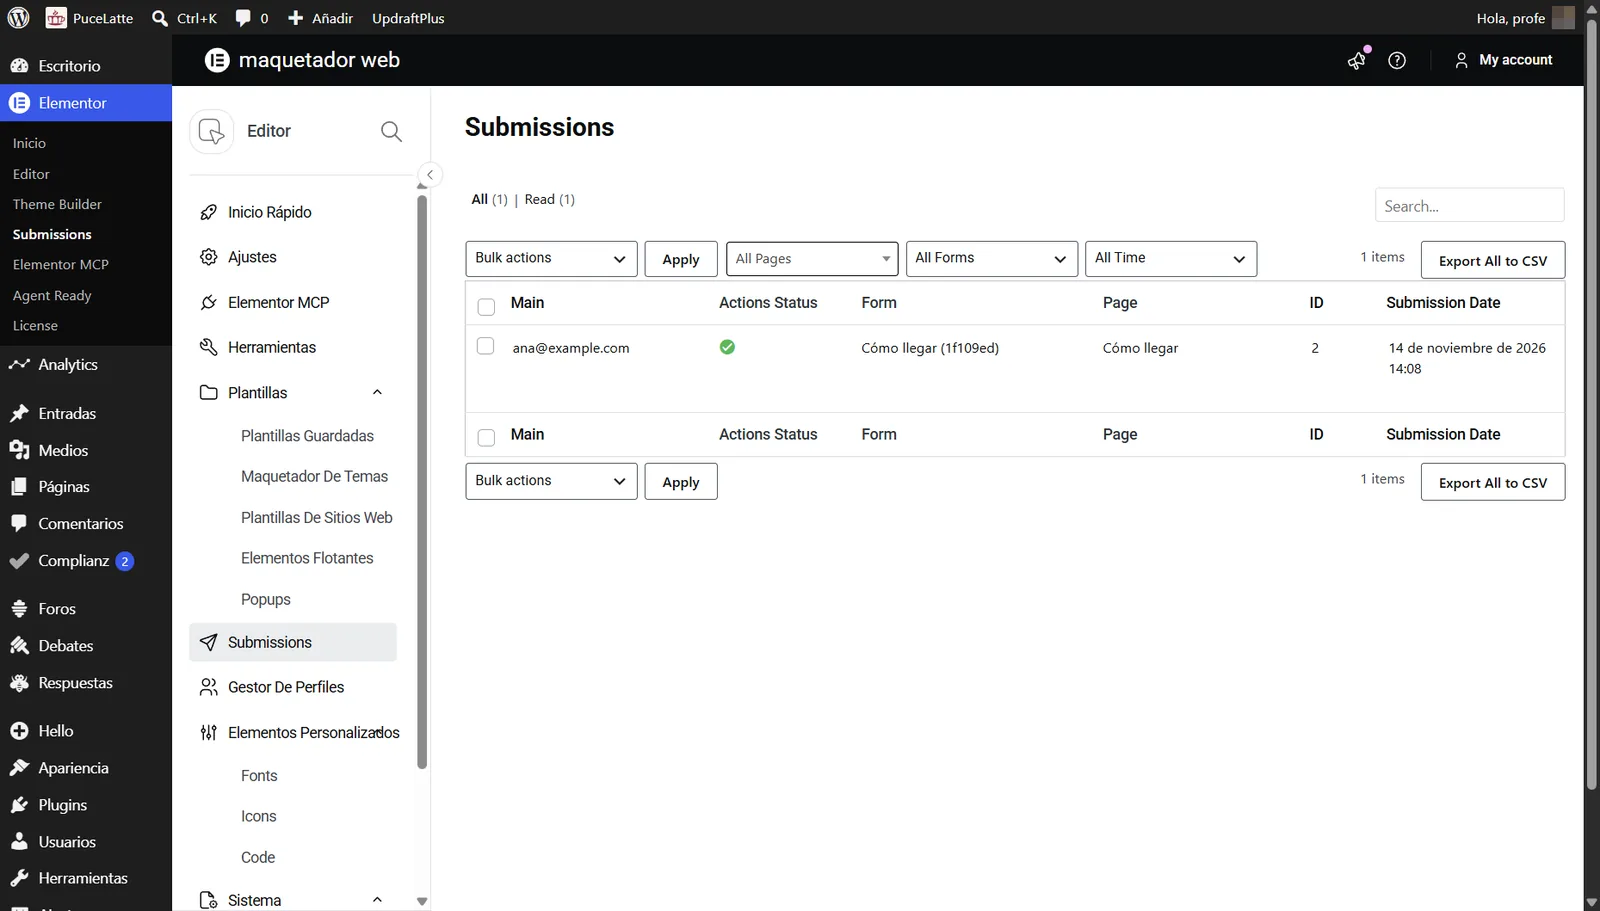 PuceLatte Ctrl+K 0 Añadir UpdraftPlus Hola, profe
Escritorio
Elementor
Inicio
Editor
Theme Builder
Submissions
Elementor MCP
Agent Ready
License
Analytics
Entradas
Medios
Páginas
Comentarios
Complianz 2
Foros
Debates
Respuestas
Hello
Apariencia
Plugins
Usuarios
Herramientas
maquetador web My account
Editor
Inicio Rápido
Ajustes
Elementor MCP
Herramientas
Plantillas
Plantillas Guardadas
Maquetador De Temas
Plantillas De Sitios Web
Elementos Flotantes
Popups
Submissions
Gestor De Perfiles
Elementos Personalizados
Fonts
Icons
Code
Sistema
Submissions
All (1) | Read (1)
Search...
Bulk actions Apply All Pages All Forms All Time 1 items Export All to CSV
Main Actions Status Form Page ID Submission Date
ana@example.com Cómo llegar (1f109ed) Cómo llegar 2 14 de noviembre de 2026
14:08
Main Actions Status Form Page ID Submission Date
Bulk actions Apply 1 items Export All to CSV